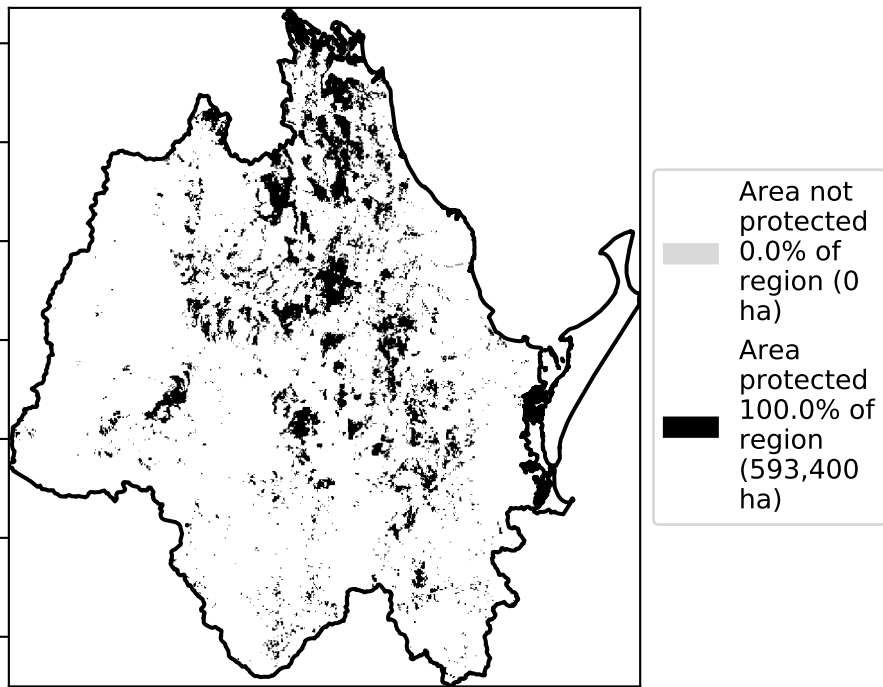 Area not
protected
0.0% of
region (0
ha)
Area
protected
100.0% of
region
(593,400
ha)